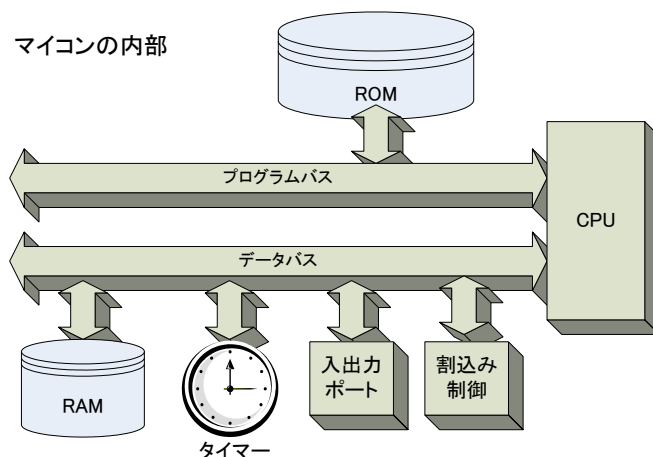 マイコンの内部
ROM
プログラムバス
CPU
データバス
RAM
タイマー
入出力
ポート
割込み
制御